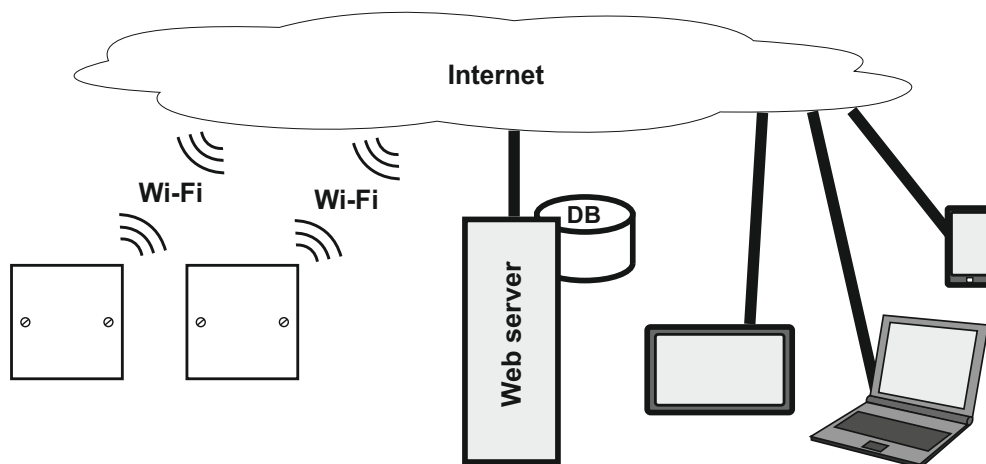 Internet
Wi-Fi
Wi-Fi
DB
Web server